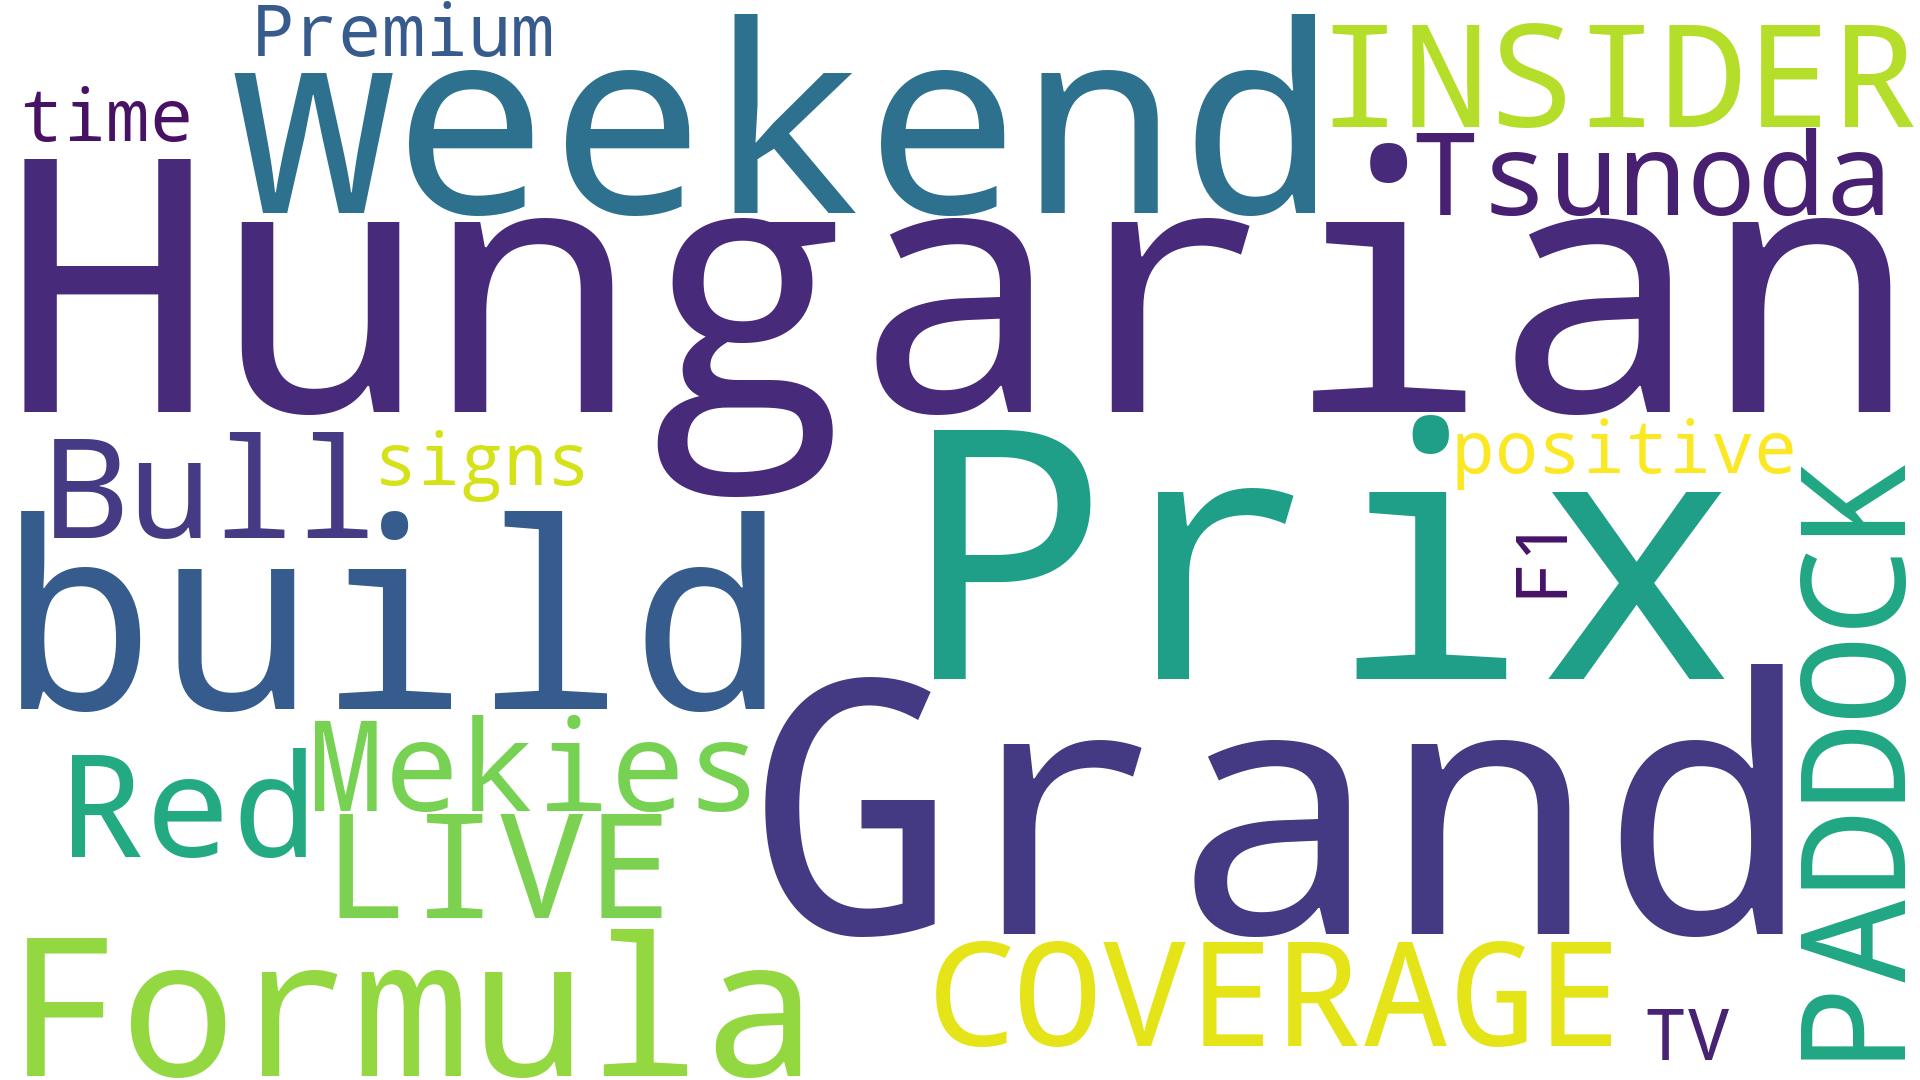 Premium
weekend
INSIDER
time
Tsunoda
Hungarian
Bull
signs
Prix
positive
build
F1
PADDOCK
Mekies
Red
Grand
LIVE
Formula
COVERAGE
TV